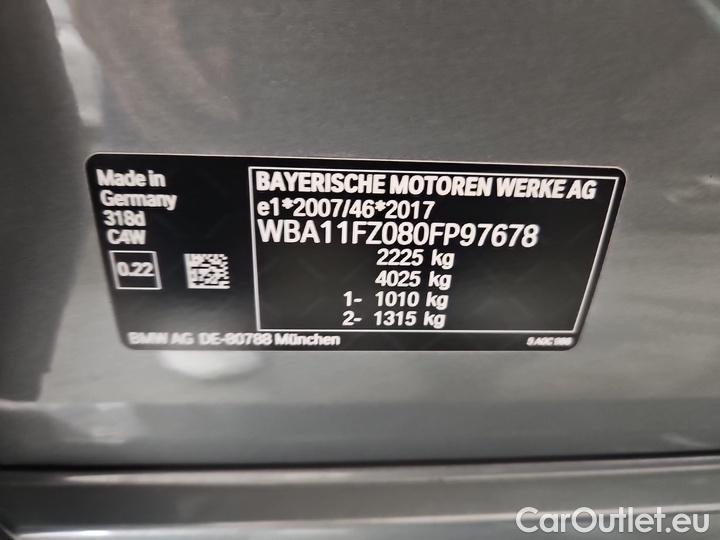 Made in
Germany
318d
C4W
0.22
BAYERISCHE MOTOREN WERKE AG
e1*2007/46*2017
WBA11FZ080FP97678
2225 kg
4025 kg
1- 1010 kg
2- 1315 kg
BMW AG DE-80788 München
CarOutlet.eu